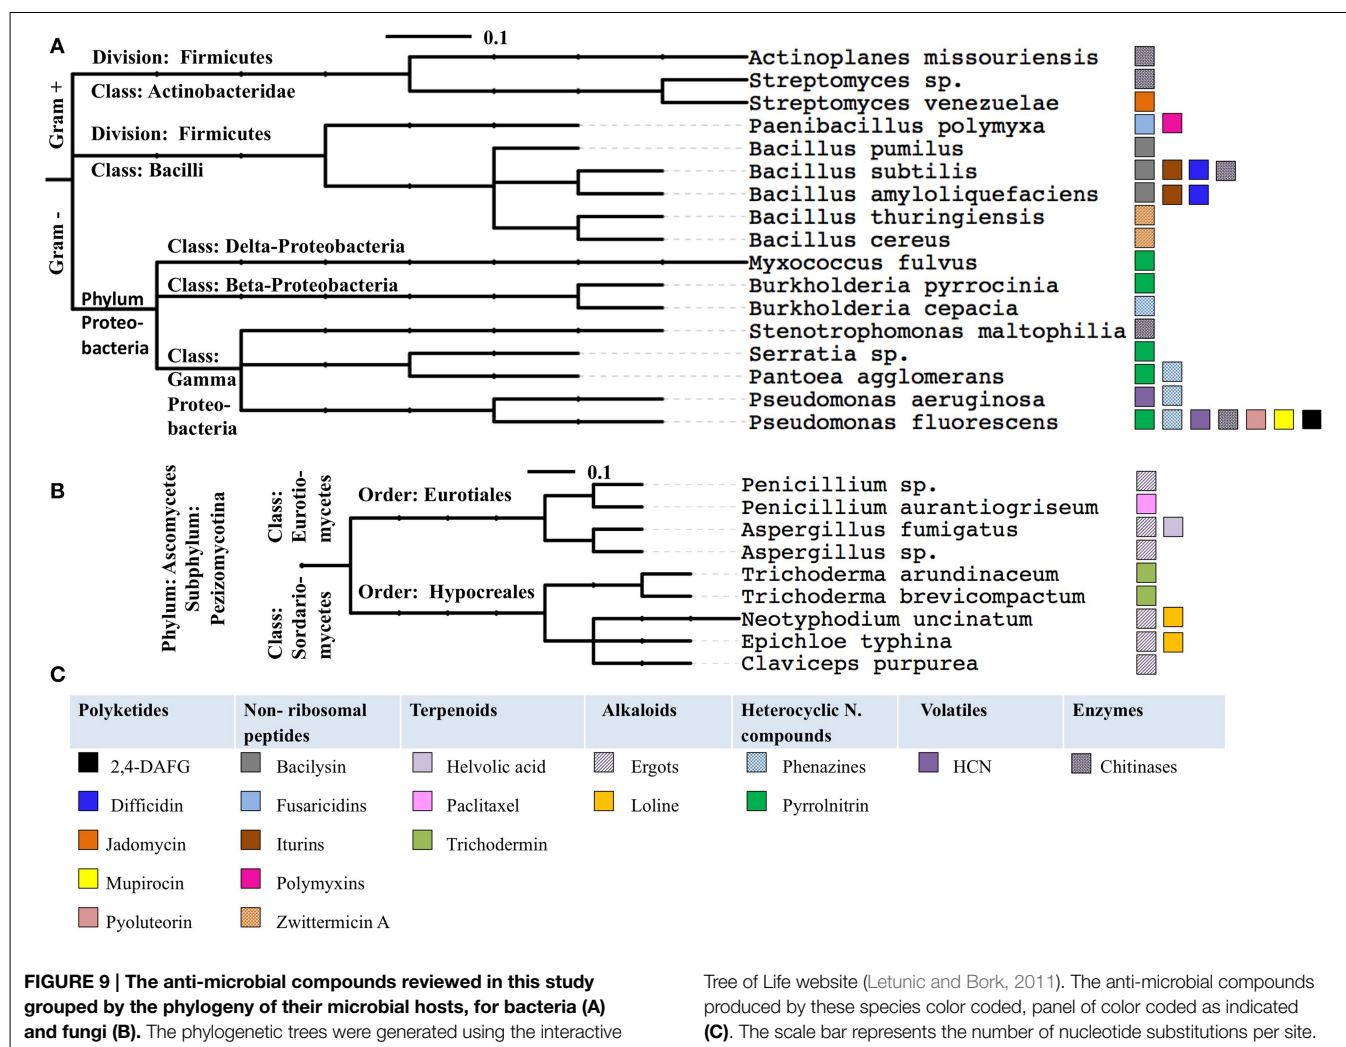 A
0.1
Division: Firmicutes
Class: Actinobacteridae
Gram +
Division: Firmicutes
Class: Bacilli
Gram -
Class: Delta-Proteobacteria
Class: Beta-Proteobacteria
Phylum
Proteo-
bacteria
Class:
Gamma
Proteo-
bacteria
Actinoplanes missouriensis
Streptomyces sp.
Streptomyces venezuelae
Paenibacillus polymyxa
Bacillus pumilus
Bacillus subtilis
Bacillus amyloliquefaciens
Bacillus thuringiensis
Bacillus cereus
Myxococcus fulvus
Burkholderia pyrrocinia
Burkholderia cepacia
Stenotrophomonas maltophilia
Serratia sp.
Pantoea agglomerans
Pseudomonas aeruginosa
Pseudomonas fluorescens
B
0.1
Phylum: Ascomycetes
Subphylum:
Pezizomycotina
Class:
Eurotio-
mycetes
Class:
Sordario-
mycetes
Order: Eurotiales
Order: Hypocreales
Penicillium sp.
Penicillium aurantiogriseum
Aspergillus fumigatus
Aspergillus sp.
Trichoderma arundinaceum
Trichoderma brevicompactum
Neotyphodium uncinatum
Epichloe typhina
Claviceps purpurea
C
Polyketides
Non- ribosomal
peptides
Terpenoids
Alkaloids
Heterocyclic N.
compounds
Volatiles
Enzymes
2,4-DAFG
Bacilysin
Helvolic acid
Ergots
Phenazines
HCN
Chitinases
Difficidin
Fusaricidins
Paclitaxel
Loline
Pyrrolnitrin
Jadomycin
Iturins
Trichodermin
Mupirocin
Polymyxins
Pyoluteorin
Zwittermicin A
FIGURE 9 | The anti-microbial compounds reviewed in this study
grouped by the phylogeny of their microbial hosts, for bacteria (A)
and fungi (B). The phylogenetic trees were generated using the interactive
Tree of Life website (Letunic and Bork, 2011). The anti-microbial compounds
produced by these species color coded, panel of color coded as indicated
(C). The scale bar represents the number of nucleotide substitutions per site.